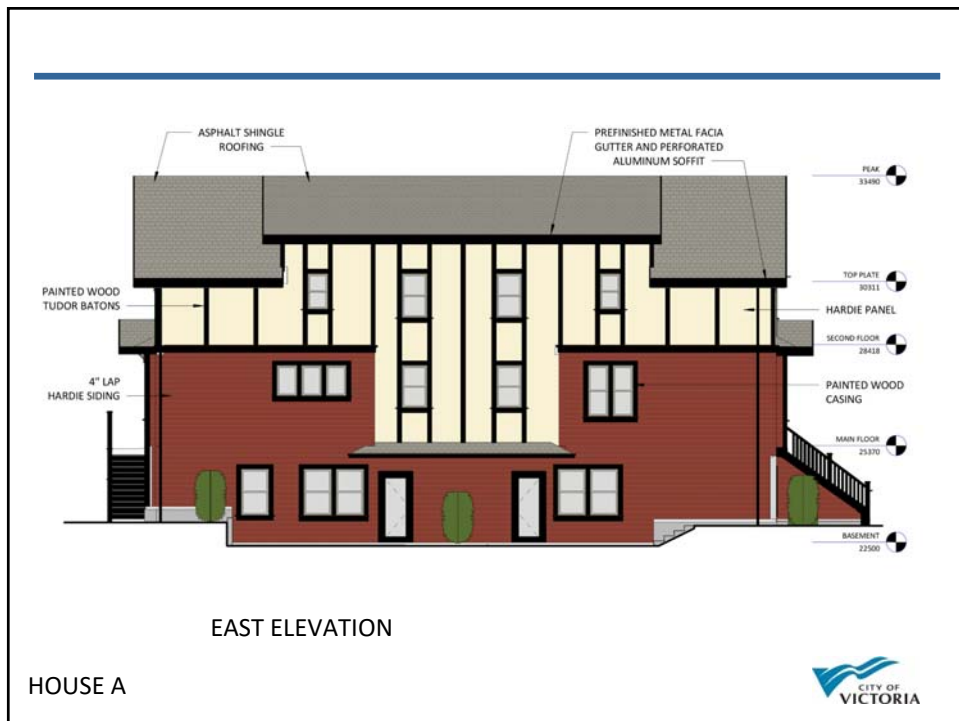 ASPHALT SHINGLE
ROOFING
PREFINISHED METAL FACIA
GUTTER AND PERFORATED
ALUMINUM SOFFIT
PEAK
33490
TOP PLATE
30311
PAINTED WOOD
TUDOR BATONS
HARDIE PANEL
SECOND FLOOR
28418
4" LAP
HARDIE SIDING
PAINTED WOOD
CASING
MAIN FLOOR
25370
BASEMENT
22500
EAST ELEVATION
HOUSE A
CITY OF
VICTORIA